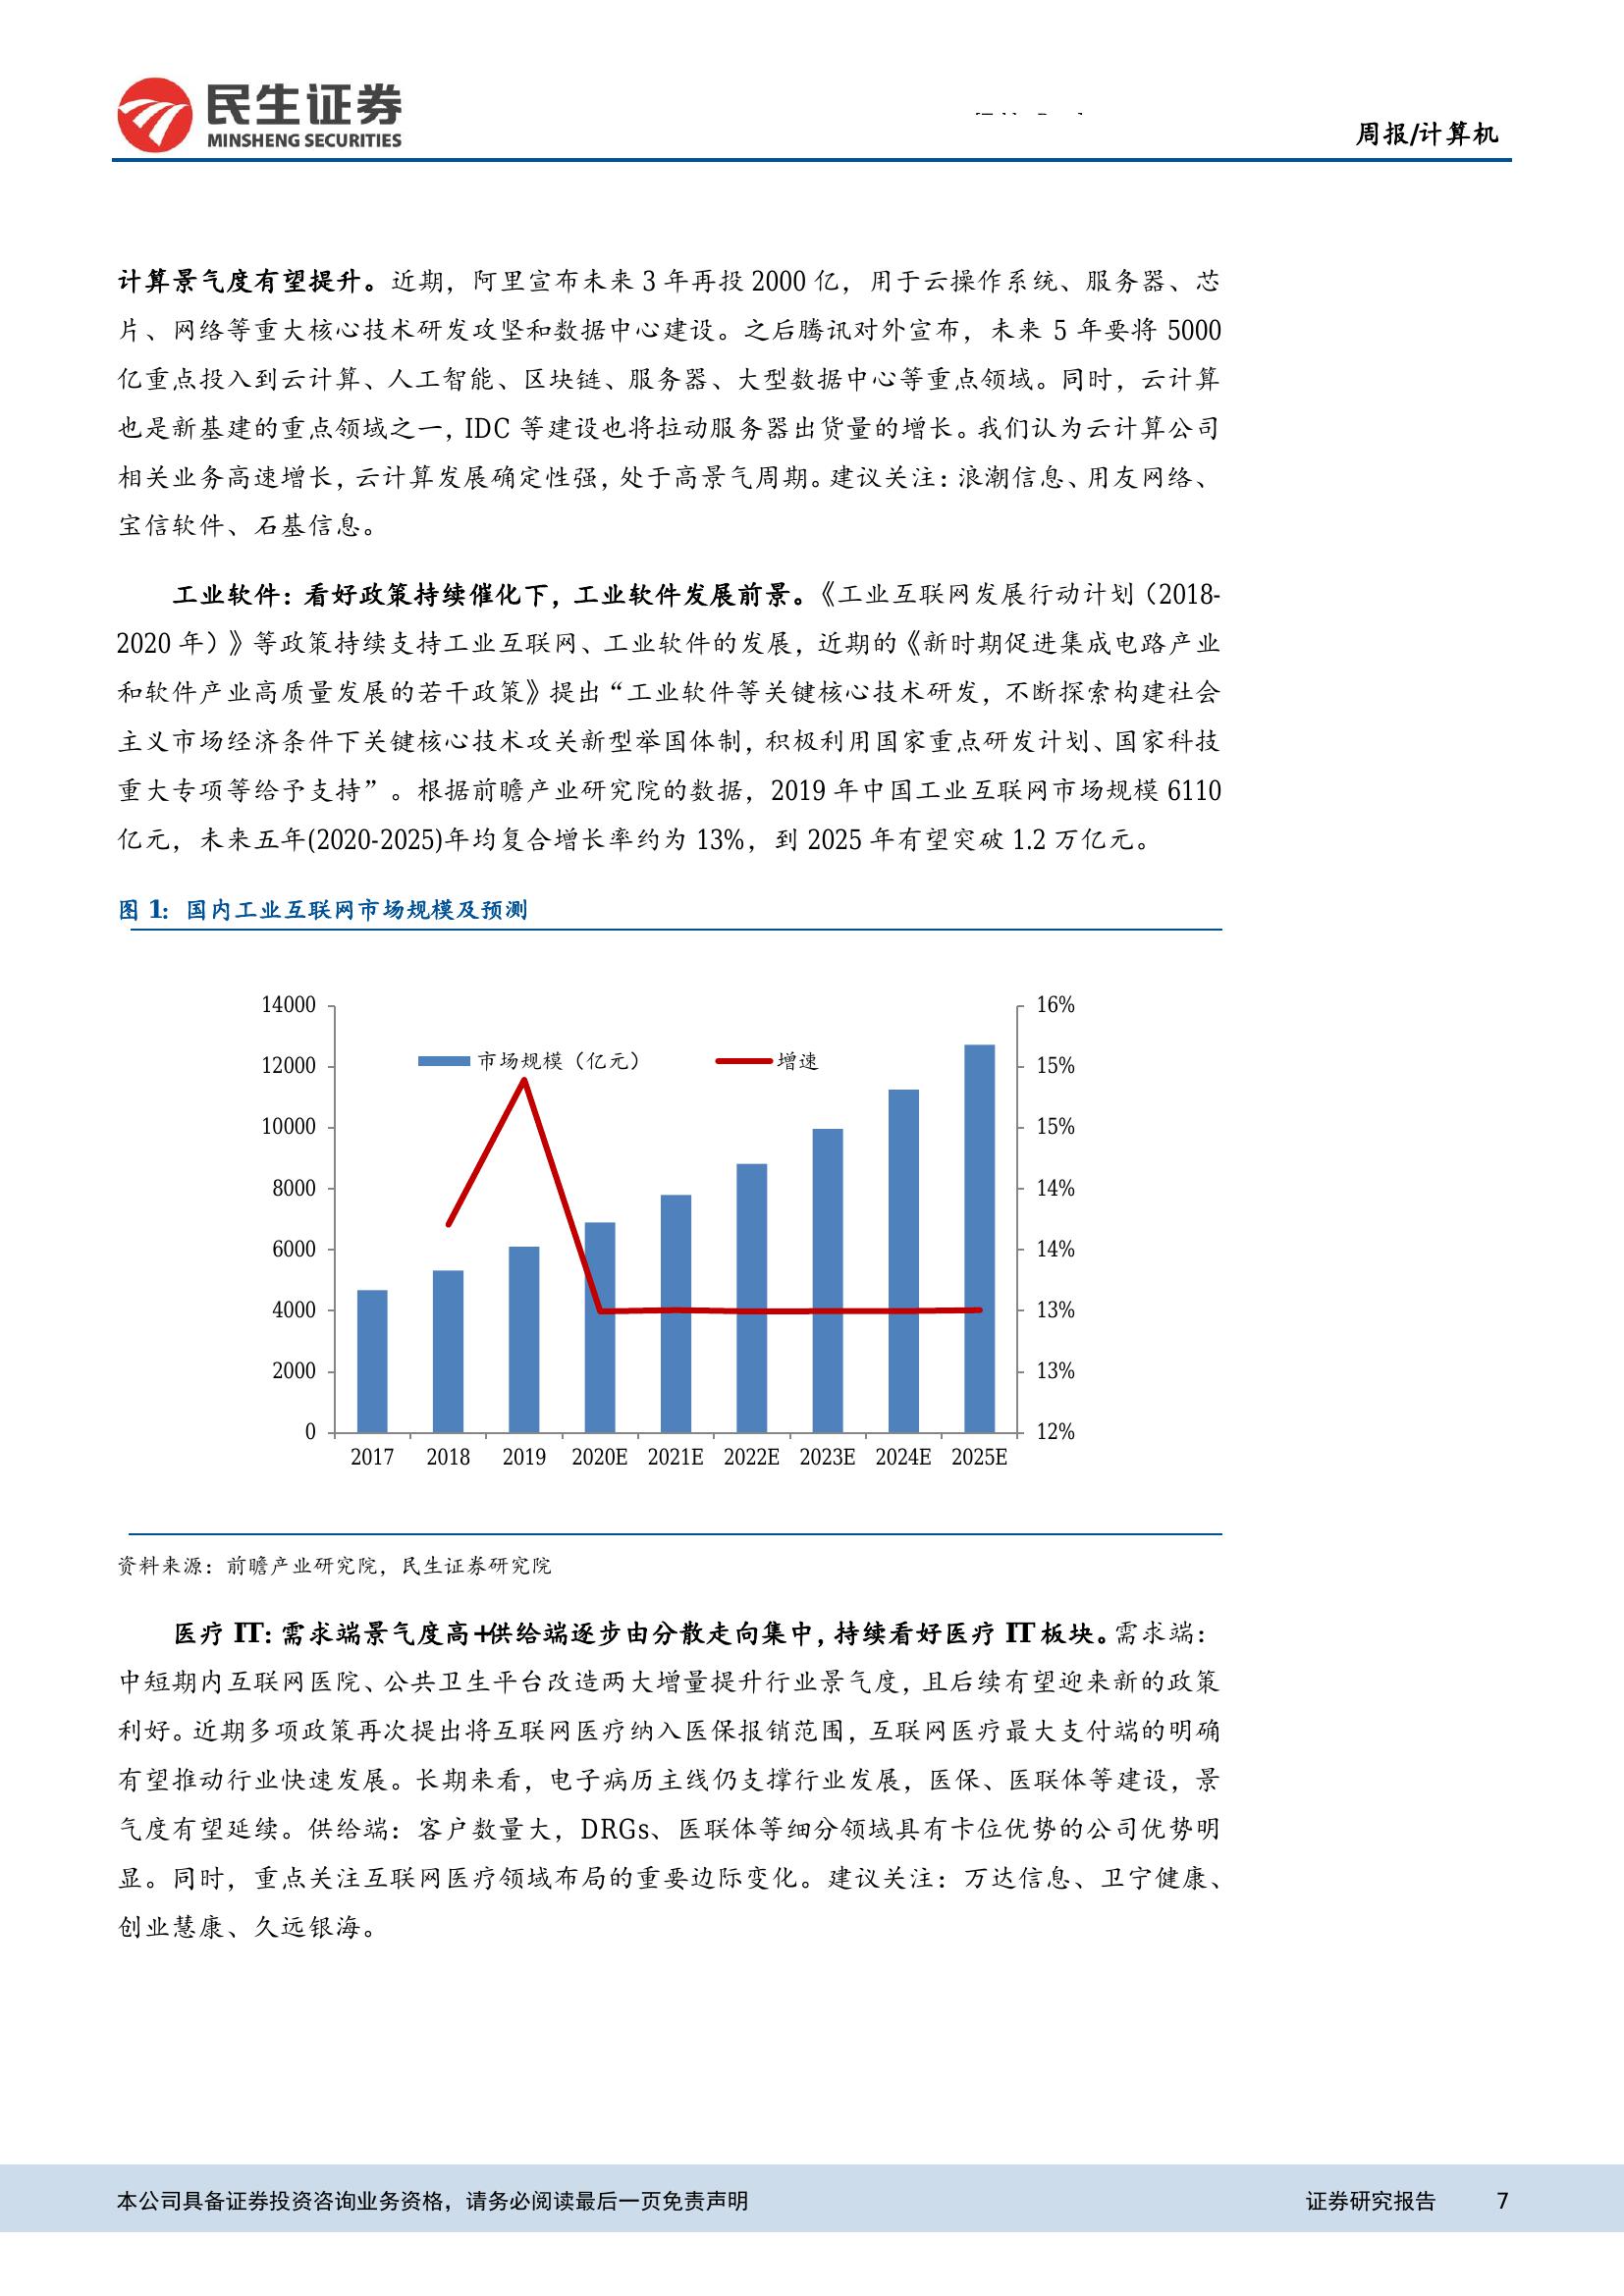 民生证券
MINSHENG SECURITIES
周报/计算机
计算景气度有望提升。近期，阿里宣布未来 3 年再投 2000 亿，用于云操作系统、服务器、芯
片、网络等重大核心技术研发攻坚和数据中心建设。之后腾讯对外宣布，未来 5 年要将 5000
亿重点投入到云计算、人工智能、区块链、服务器、大型数据中心等重点领域。同时，云计算
也是新基建的重点领域之一，IDC 等建设也将拉动服务器出货量的增长。我们认为云计算公司
相关业务高速增长，云计算发展确定性强，处于高景气周期。建议关注：浪潮信息、用友网络、
宝信软件、石基信息。
工业软件：看好政策持续催化下，工业软件发展前景。《工业互联网发展行动计划（2018-
2020 年）》等政策持续支持工业互联网、工业软件的发展，近期的《新时期促进集成电路产业
和软件产业高质量发展的若干政策》提出“工业软件等关键核心技术研发，不断探索构建社会
主义市场经济条件下关键核心技术攻关新型举国体制，积极利用国家重点研发计划、国家科技
重大专项等给予支持”。根据前瞻产业研究院的数据，2019 年中国工业互联网市场规模 6110
亿元，未来五年(2020-2025)年均复合增长率约为 13%，到 2025 年有望突破 1.2 万亿元。
图 1：国内工业互联网市场规模及预测
14000
12000
10000
8000
6000
4000
2000
0
市场规模（亿元） 增速
16%
15%
15%
14%
14%
13%
13%
12%
2017 2018 2019 2020E 2021E 2022E 2023E 2024E 2025E
资料来源：前瞻产业研究院，民生证券研究院
医疗 IT：需求端景气度高+供给端逐步由分散走向集中，持续看好医疗 IT 板块。需求端：
中短期内互联网医院、公共卫生平台改造两大增量提升行业景气度，且后续有望迎来新的政策
利好。近期多项政策再次提出将互联网医疗纳入医保报销范围，互联网医疗最大支付端的明确
有望推动行业快速发展。长期来看，电子病历主线仍支撑行业发展，医保、医联体等建设，景
气度有望延续。供给端：客户数量大，DRGs、医联体等细分领域具有卡位优势的公司优势明
显。同时，重点关注互联网医疗领域布局的重要边际变化。建议关注：万达信息、卫宁健康、
创业慧康、久远银海。
本公司具备证券投资咨询业务资格，请务必阅读最后一页免责声明 证券研究报告 7